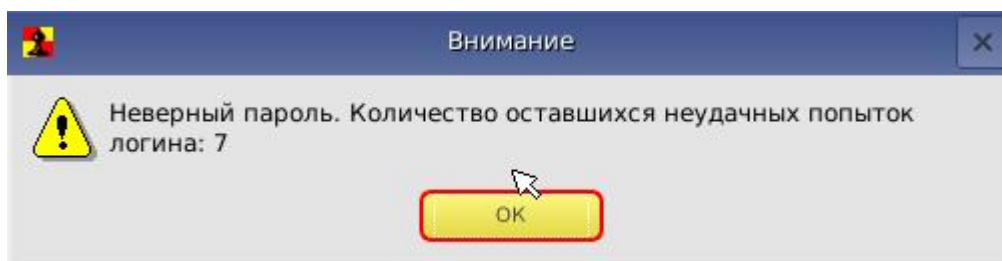 Внимание
Неверный пароль. Количество оставшихся неудачных попыток
логина: 7
OK